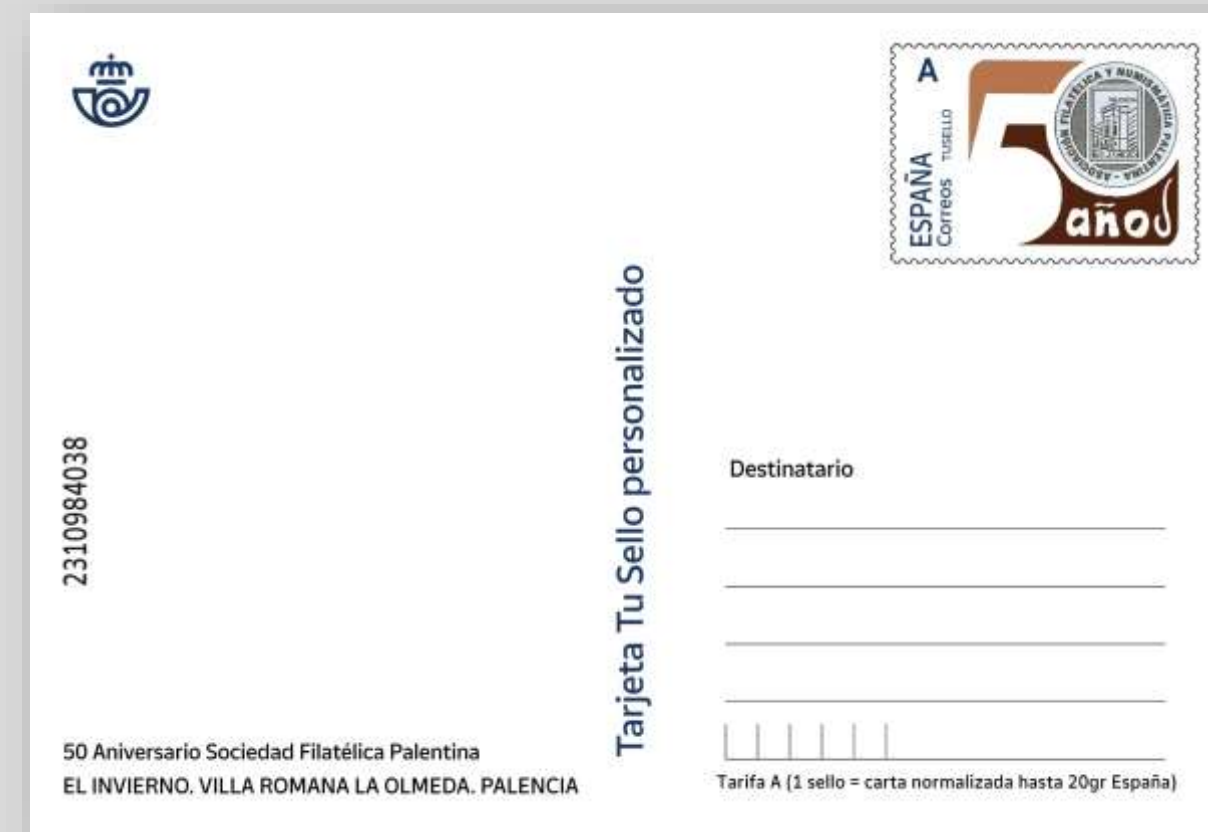 A
ESPAÑA
Correos TUSELLO
ASOCIACIÓN FILATÉLICA Y NUMISMÁTICA PALENTINA -
5
años
Tarjeta Tu Sello personalizado
2310984038
Destinatario
50 Aniversario Sociedad Filatélica Palentina
EL INVIERNO. VILLA ROMANA LA OLMEDA. PALENCIA
Tarifa A (1 sello = carta normalizada hasta 20gr España)